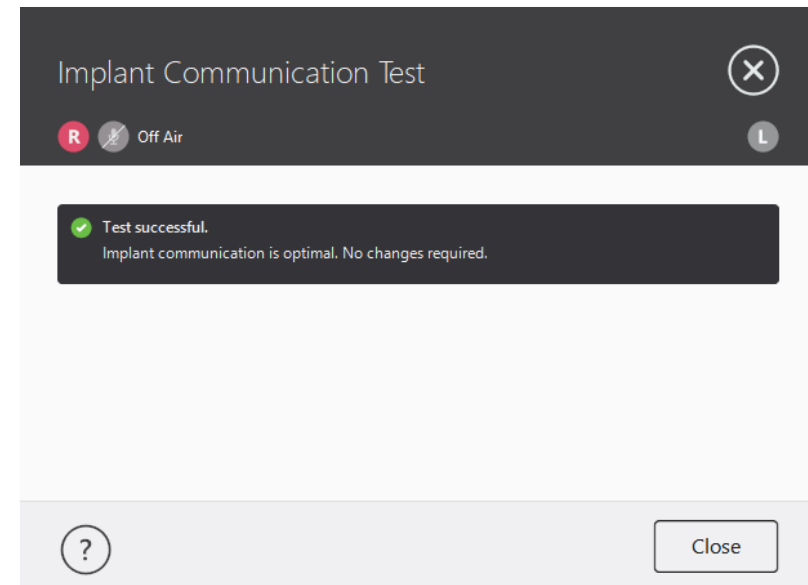 Implant Communication Test
R Off Air L
Test successful.
Implant communication is optimal. No changes required.
?
Close